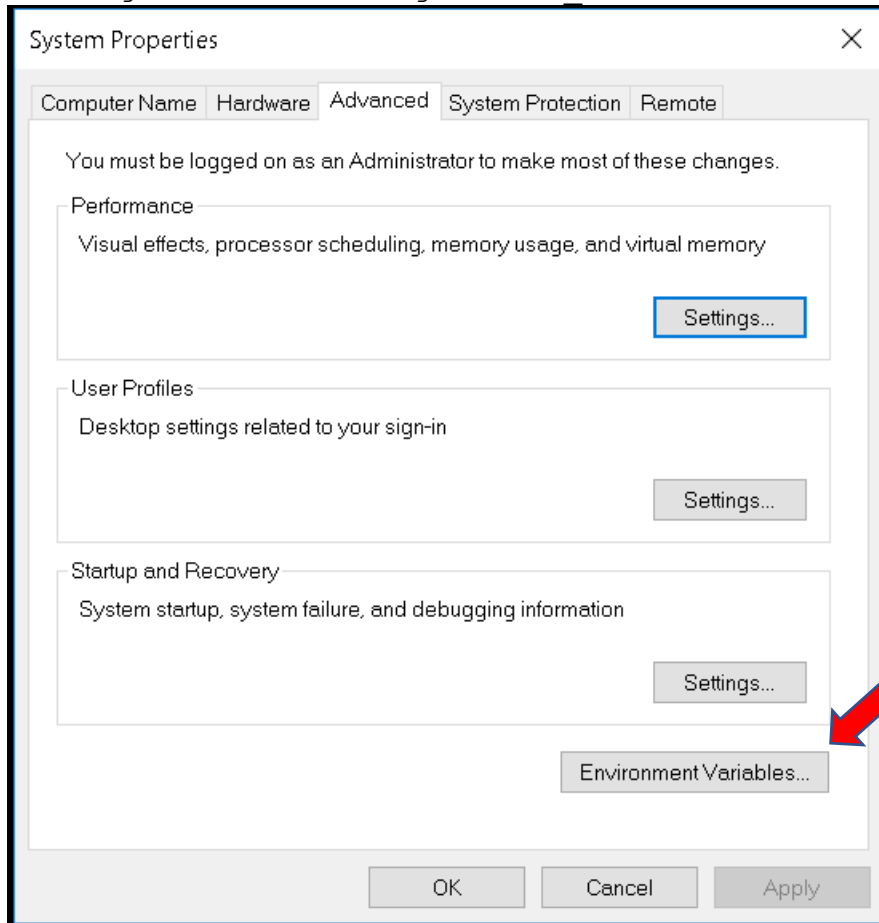 System Properties
Computer Name Hardware Advanced System Protection Remote
You must be logged on as an Administrator to make most of these changes.
Performance
Visual effects, processor scheduling, memory usage, and virtual memory
Settings...
User Profiles
Desktop settings related to your sign-in
Settings...
Startup and Recovery
System startup, system failure, and debugging information
Settings...
Environment Variables...
OK Cancel Apply